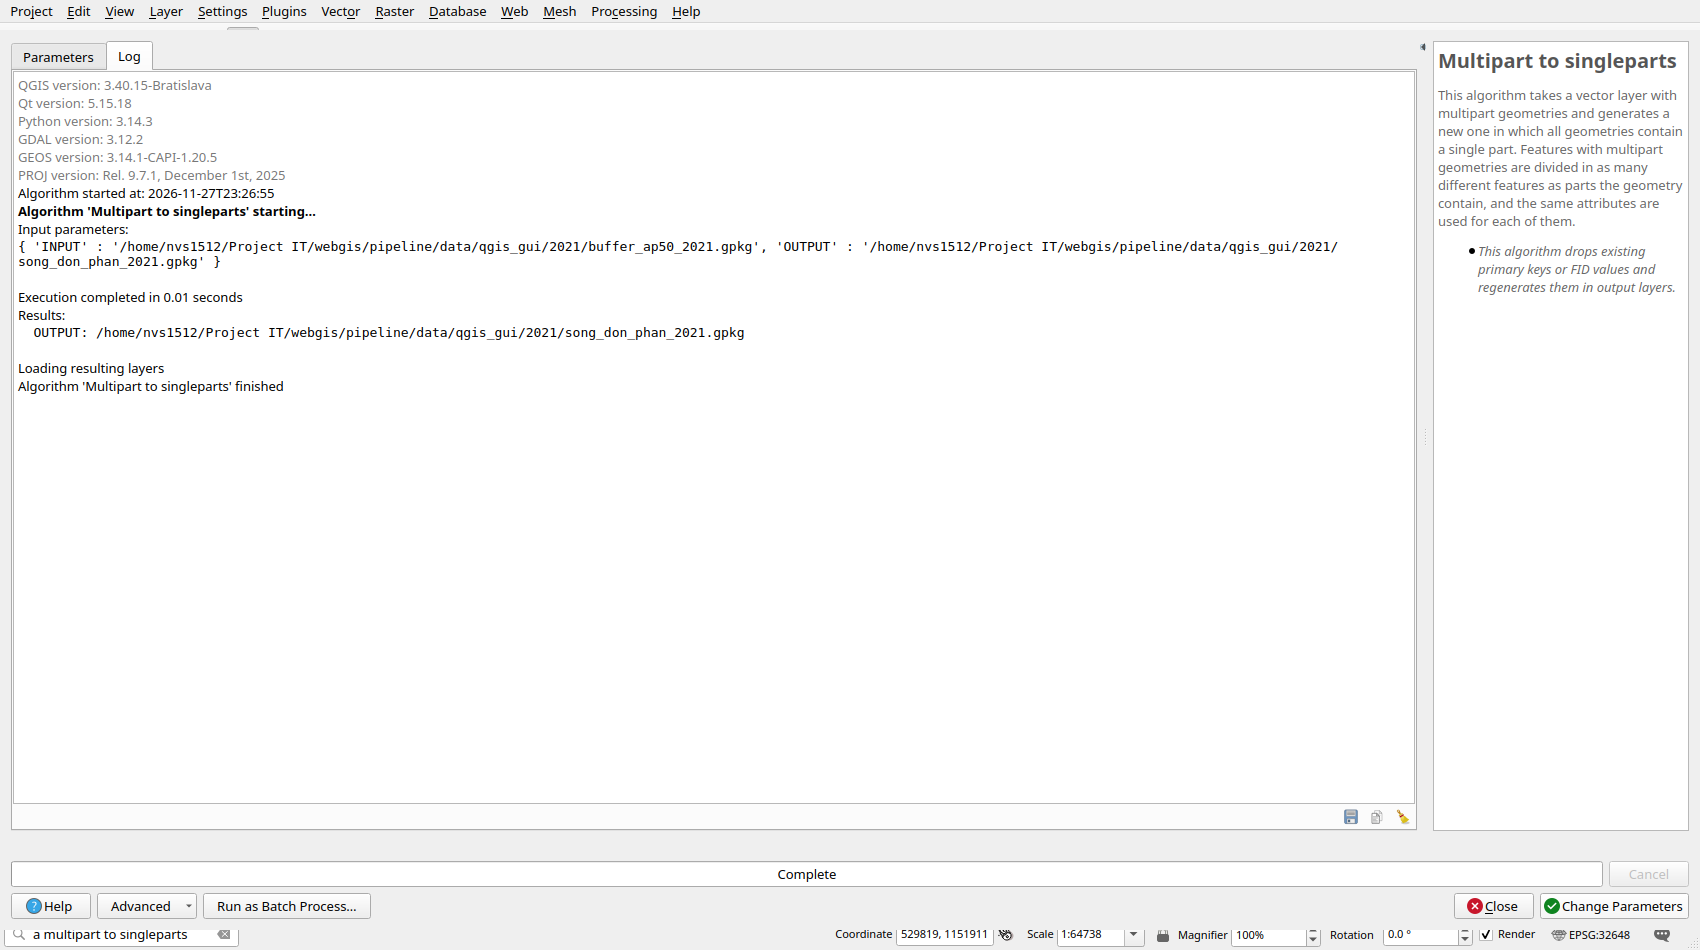 Project Edit View Layer Settings Plugins Vector Raster Database Web Mesh Processing Help
Parameters Log
QGIS version: 3.40.15-Bratislava
Qt version: 5.15.18
Python version: 3.14.3
GDAL version: 3.12.2
GEOS version: 3.14.1-CAPI-1.20.5
PROJ version: Rel. 9.7.1, December 1st, 2025
Algorithm started at: 2026-11-27T23:26:55
Algorithm 'Multipart to singleparts' starting...
Input parameters:
{ 'INPUT' : '/home/nvs1512/Project IT/webgis/pipeline/data/qgis_gui/2021/buffer_ap50_2021.gpkg', 'OUTPUT' : '/home/nvs1512/Project IT/webgis/pipeline/data/qgis_gui/2021/
song_don_phan_2021.gpkg' }
Execution completed in 0.01 seconds
Results:
OUTPUT: /home/nvs1512/Project IT/webgis/pipeline/data/qgis_gui/2021/song_don_phan_2021.gpkg
Loading resulting layers
Algorithm 'Multipart to singleparts' finished
Multipart to singleparts
This algorithm takes a vector layer with
multipart geometries and generates a
new one in which all geometries contain
a single part. Features with multipart
geometries are divided in as many
different features as parts the geometry
contain, and the same attributes are
used for each of them.
This algorithm drops existing
primary keys or FID values and
regenerates them in output layers.
Complete
Cancel
Help Advanced Run as Batch Process... Close Change Parameters
a multipart to singleparts Coordinate 529819, 1151911 Scale 1:64738 Magnifier 100% Rotation 0.0 ° Render EPSG:32648